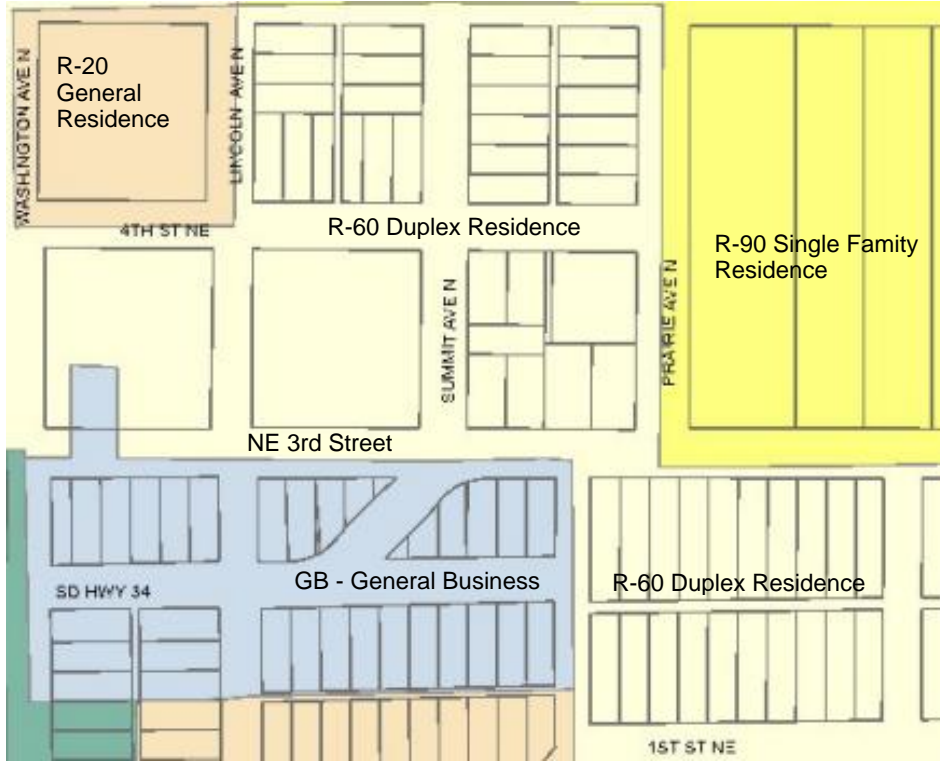 WASHINGTON AVE N
R-20
General
Residence
LINCOLN AVE N
4TH ST NE
R-60 Duplex Residence
R-90 Single Famity
Residence
SUMMIT AVE N
PRAIRIE AVE N
NE 3rd Street
SD HWY 34
GB - General Business
R-60 Duplex Residence
1ST ST NE